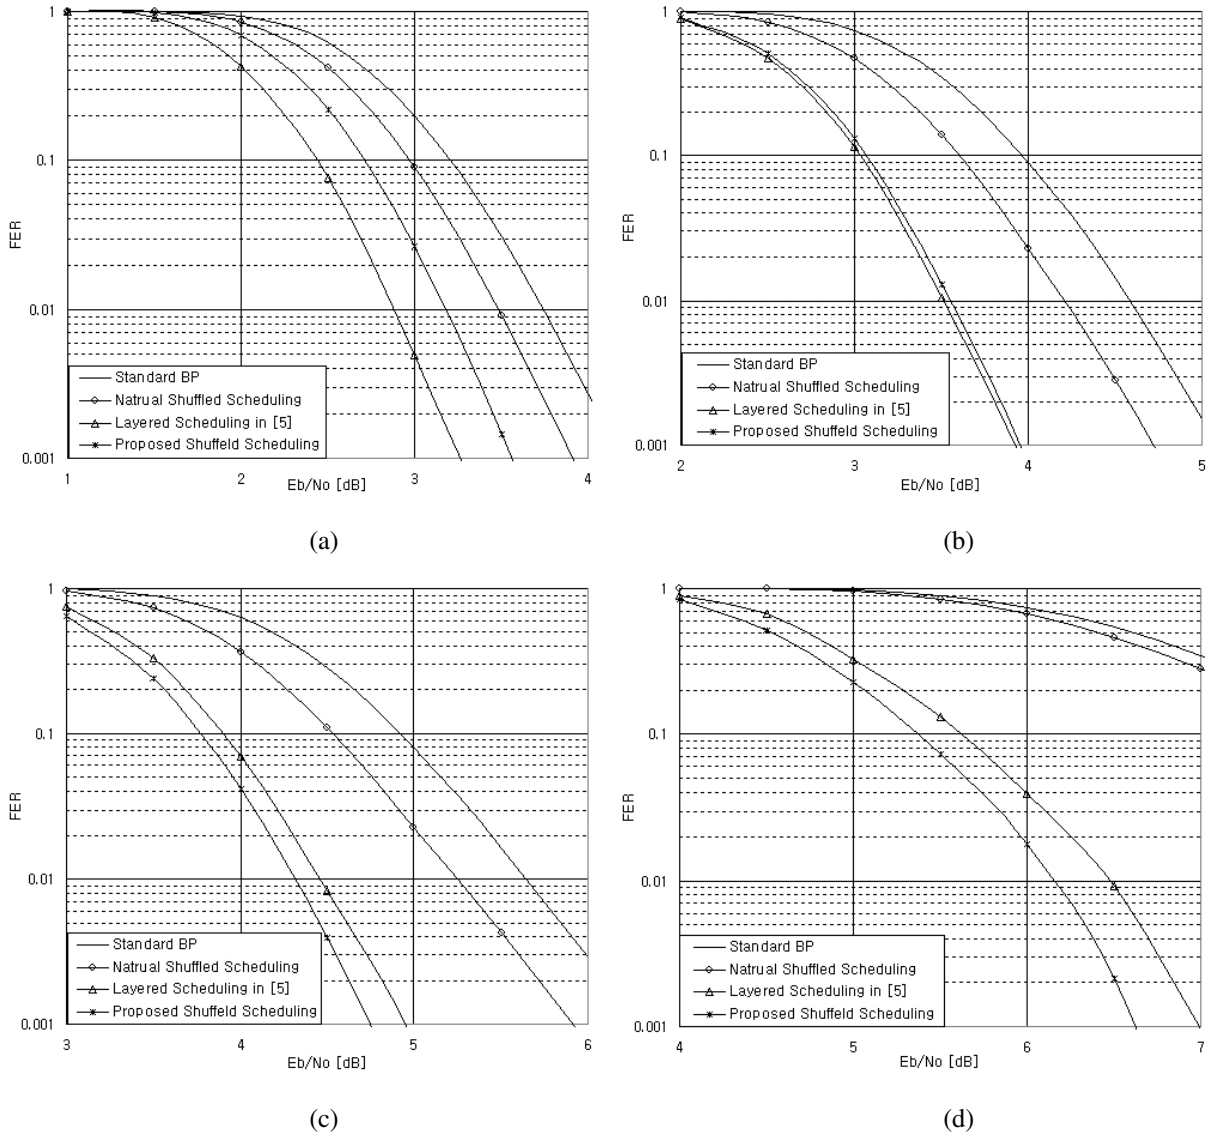 1
0.1
0.01
0.001
FER
Standard BP
Natrual Shuffled Scheduling
Layered Scheduling in [5]
Proposed Shuffeld Scheduling
1 2 3 4
Eb/No [dB]
(a)
1
0.1
0.01
0.001
FER
Standard BP
Natrual Shuffled Scheduling
Layered Scheduling in [5]
Proposed Shuffeld Scheduling
2 3 4 5
Eb/No [dB]
(b)
1
0.1
0.01
0.001
FER
Standard BP
Natrual Shuffled Scheduling
Layered Scheduling in [5]
Proposed Shuffeld Scheduling
3 4 5 6
Eb/No [dB]
(c)
1
0.1
0.01
0.001
FER
Standard BP
Natrual Shuffled Scheduling
Layered Scheduling in [5]
Proposed Shuffeld Scheduling
4 5 6 7
Eb/No [dB]
(d)